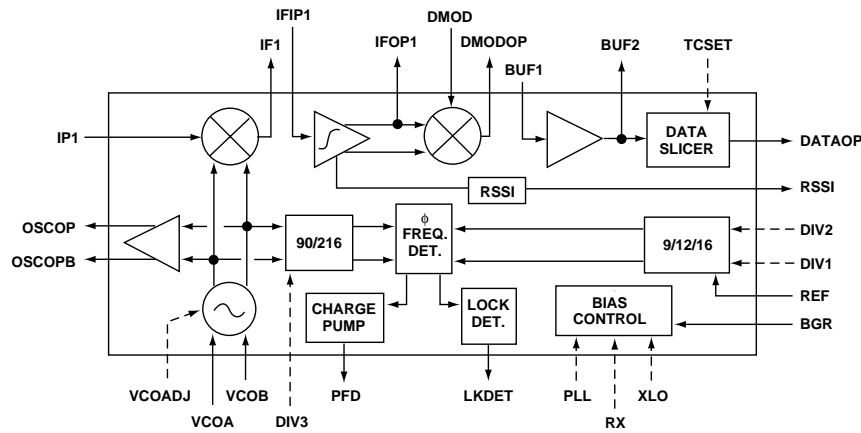 IFIP1
DMOD
IF1
IFOP1
DMODOP
BUF1
BUF2
TCSET
IP1
DATA
SLICER
DATAOP
RSSI
RSSI
OSCOP
OSCOPB
90/216
ϕ
FREQ.
DET.
9/12/16
DIV2
DIV1
REF
CHARGE
PUMP
LOCK
DET.
BIAS
CONTROL
BGR
VCOADJ
VCOA
VCOB
DIV3
PFD
LKDET
PLL
RX
XLO